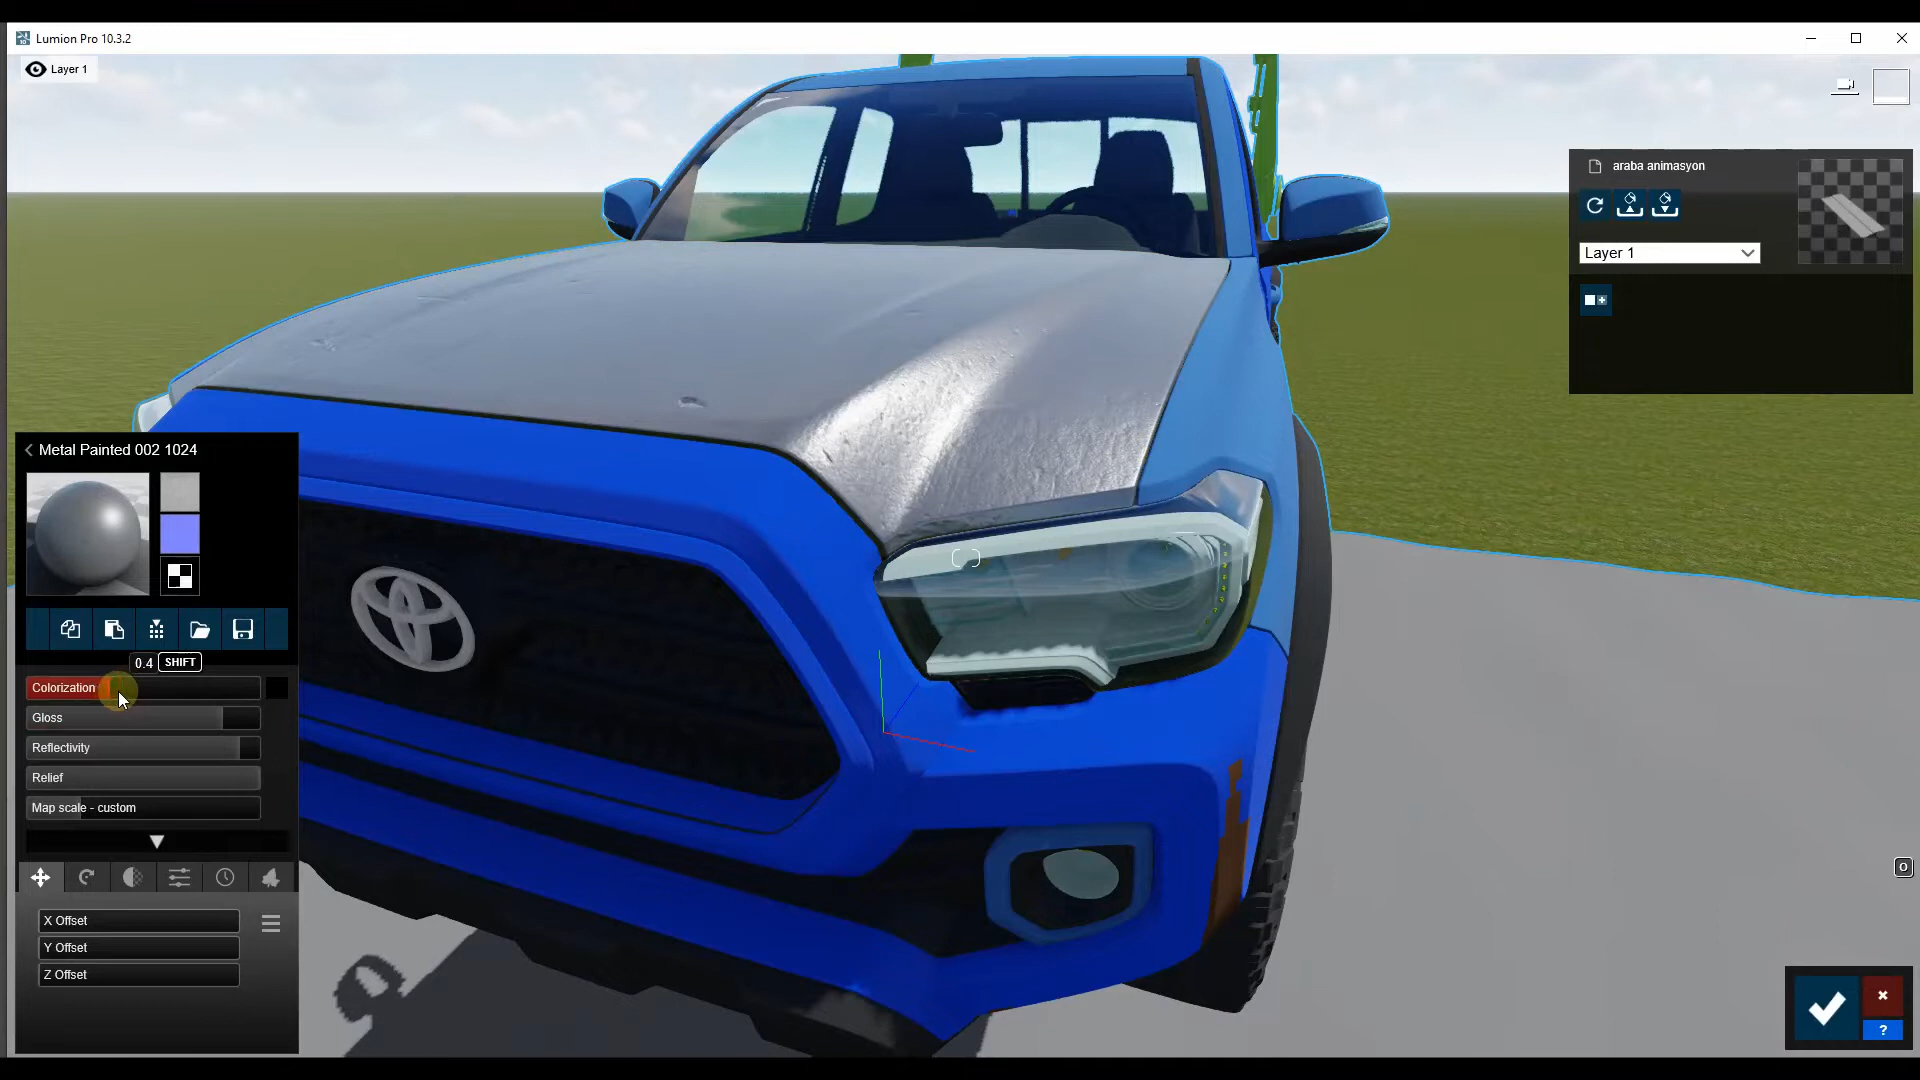 Lumion Pro 10.3.2
Layer 1
araba animasyon
Layer 1
Metal Painted 002 1024
0.4 SHIFT
Colorization
Gloss
Reflectivity
Relief
Map scale - custom
X Offset
Y Offset
Z Offset
O
?